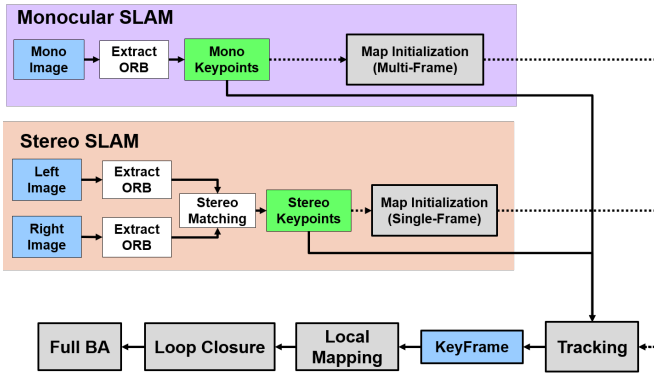 Monocular SLAM
Mono
Image
Extract
ORB
Mono
Keypoints
Map Initialization
(Multi-Frame)
Stereo SLAM
Left
Image
Extract
ORB
Right
Image
Extract
ORB
Stereo
Matching
Stereo
Keypoints
Map Initialization
(Single-Frame)
Full BA
Loop Closure
Local
Mapping
KeyFrame
Tracking